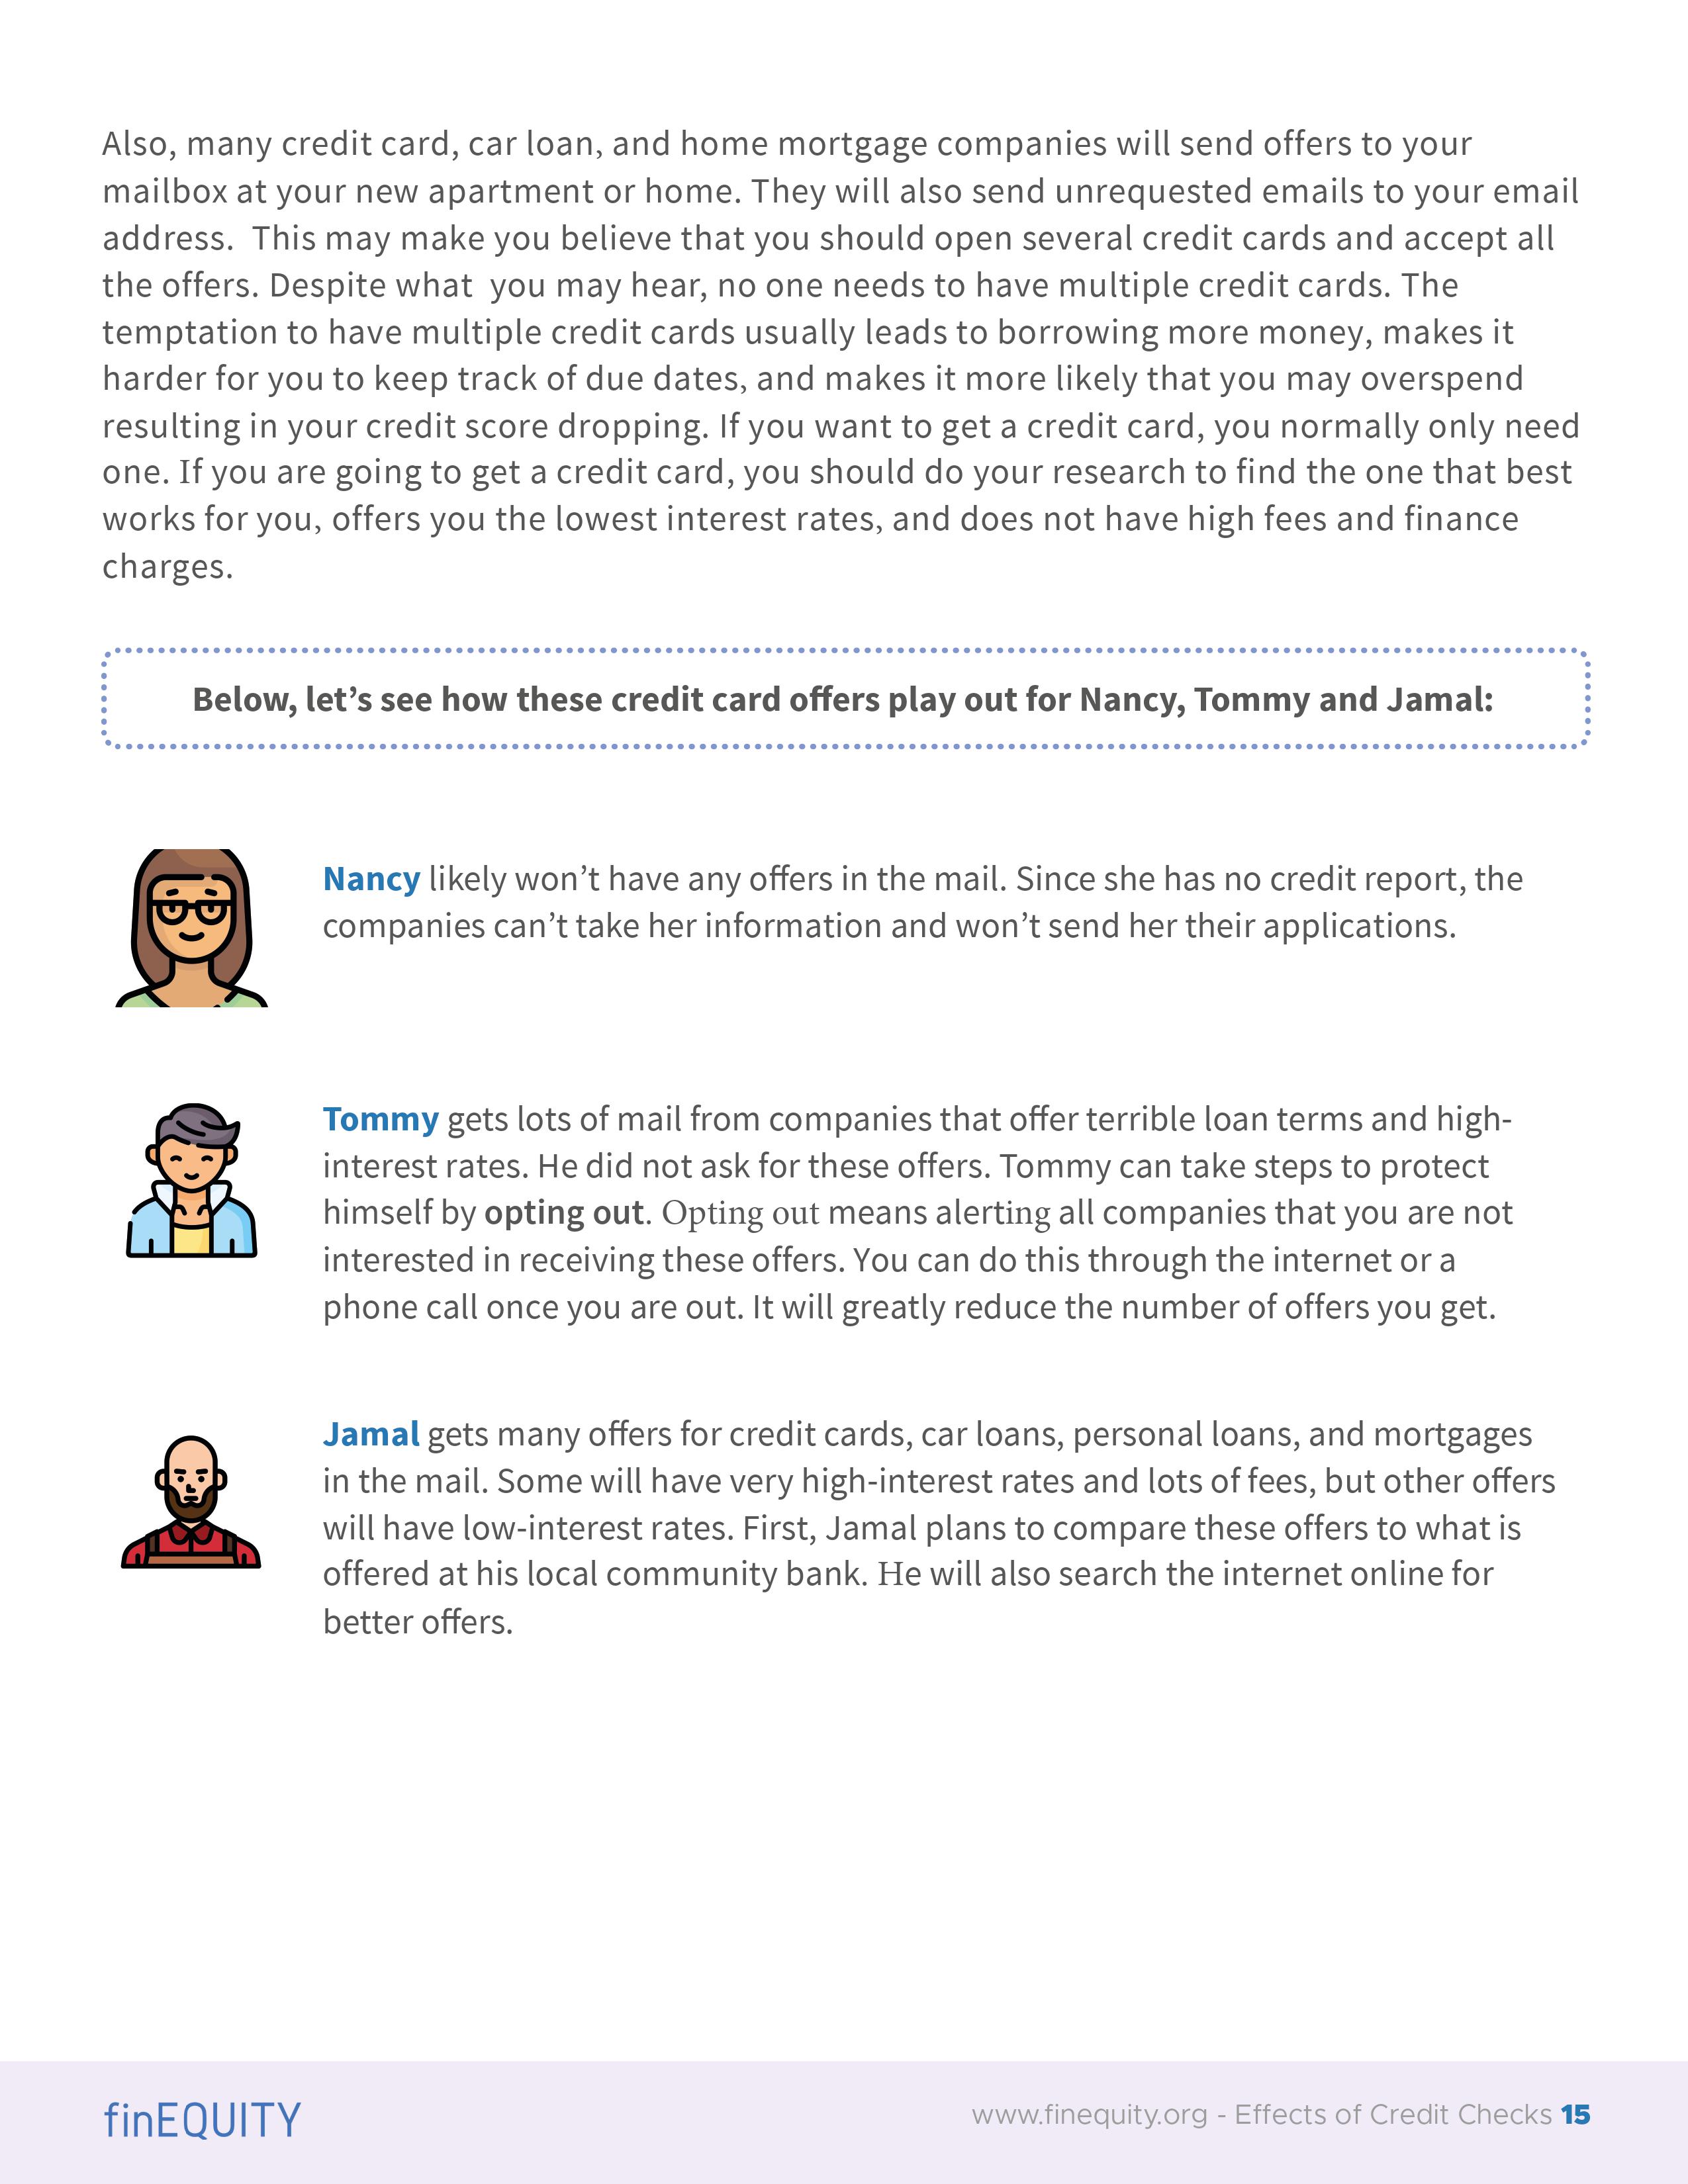 Also, many credit card, car loan, and home mortgage companies will send offers to your
mailbox at your new apartment or home. They will also send unrequested emails to your email
address.  This may make you believe that you should open several credit cards and accept all
the offers. Despite what  you may hear, no one needs to have multiple credit cards. The
temptation to have multiple credit cards usually leads to borrowing more money, makes it
harder for you to keep track of due dates, and makes it more likely that you may overspend
resulting in your credit score dropping. If you want to get a credit card, you normally only need
one. If you are going to get a credit card, you should do your research to find the one that best
works for you, offers you the lowest interest rates, and does not have high fees and finance
charges.
Below, let’s see how these credit card offers play out for Nancy, Tommy and Jamal:
Nancy likely won’t have any offers in the mail. Since she has no credit report, the
companies can’t take her information and won’t send her their applications.
Tommy gets lots of mail from companies that offer terrible loan terms and high-
interest rates. He did not ask for these offers. Tommy can take steps to protect
himself by opting out. Opting out means alerting all companies that you are not
interested in receiving these offers. You can do this through the internet or a
phone call once you are out. It will greatly reduce the number of offers you get.
Jamal gets many offers for credit cards, car loans, personal loans, and mortgages
in the mail. Some will have very high-interest rates and lots of fees, but other offers
will have low-interest rates. First, Jamal plans to compare these offers to what is
offered at his local community bank. He will also search the internet online for
better offers.
finEQUITY
www.finequity.org - Effects of Credit Checks 15